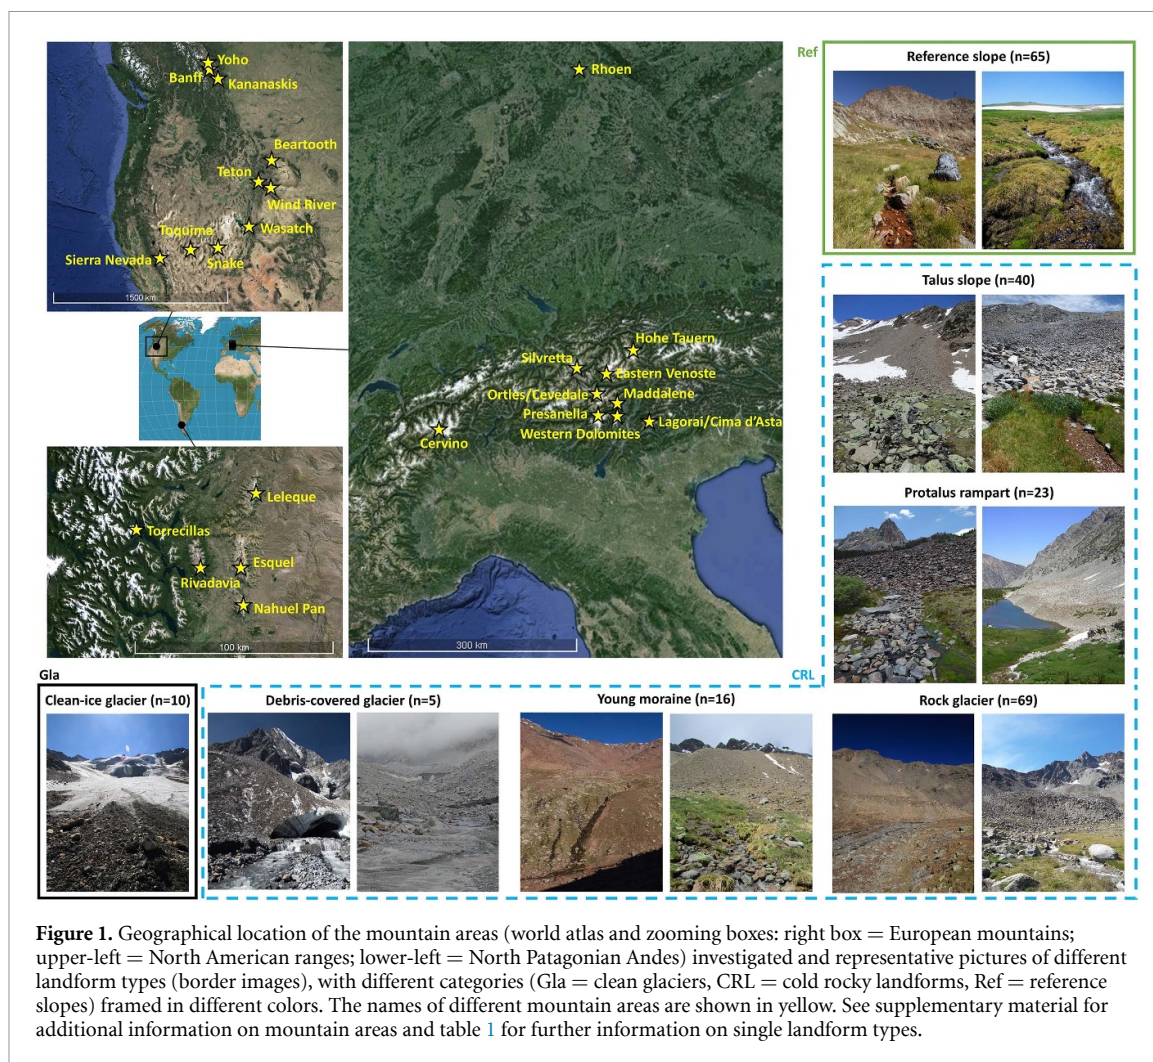 Yoho
Banff
Kananaskis
Beartooth
Teton
Wind River
Wasatch
Toquima
Snake
Sierra Nevada
1500 km
Leleque
Torrecillas
Esquel
Rivadavia
Nahuel Pan
100 km
Rhoen
Hohe Tauern
Silvretta
Eastern Venoste
Ortles/Cevedale
Maddalene
Presanella
Lagorai/Cima d'Asta
Western Dolomites
Cervino
300 km
Ref
Reference slope (n=65)
Talus slope (n=40)
Protalus rampart (n=23)
Gla
CRL
Clean-ice glacier (n=10)
Debris-covered glacier (n=5)
Young moraine (n=16)
Rock glacier (n=69)
Figure 1. Geographical location of the mountain areas (world atlas and zooming boxes: right box = European mountains;
upper-left = North American ranges; lower-left = North Patagonian Andes) investigated and representative pictures of different
landform types (border images), with different categories (Gla = clean glaciers, CRL = cold rocky landforms, Ref = reference
slopes) framed in different colors. The names of different mountain areas are shown in yellow. See supplementary material for
additional information on mountain areas and table 1 for further information on single landform types.